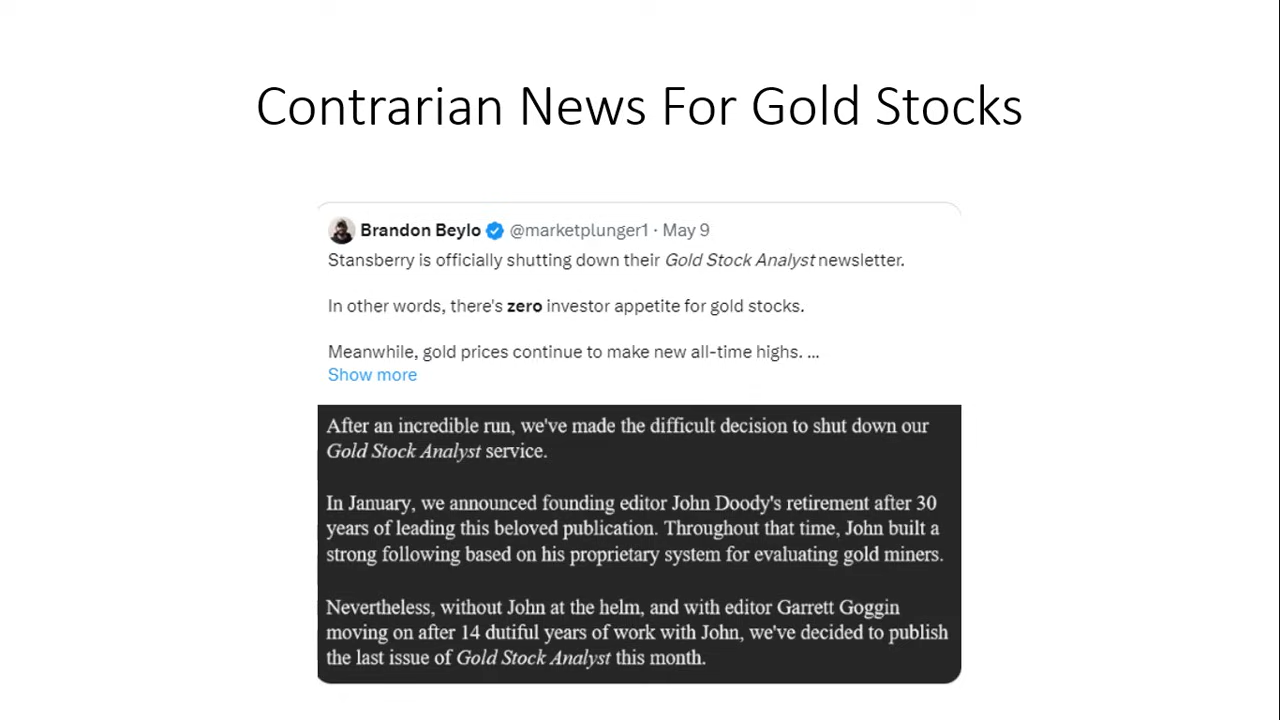 Contrarian News For Gold Stocks
Brandon Beylo @marketplunger1 · May 9
Stansberry is officially shutting down their Gold Stock Analyst newsletter.
In other words, there's zero investor appetite for gold stocks.
Meanwhile, gold prices continue to make new all-time highs. ...
Show more
After an incredible run, we've made the difficult decision to shut down our
Gold Stock Analyst service.
In January, we announced founding editor John Doody's retirement after 30
years of leading this beloved publication. Throughout that time, John built a
strong following based on his proprietary system for evaluating gold miners.
Nevertheless, without John at the helm, and with editor Garrett Goggin
moving on after 14 dutiful years of work with John, we've decided to publish
the last issue of Gold Stock Analyst this month.